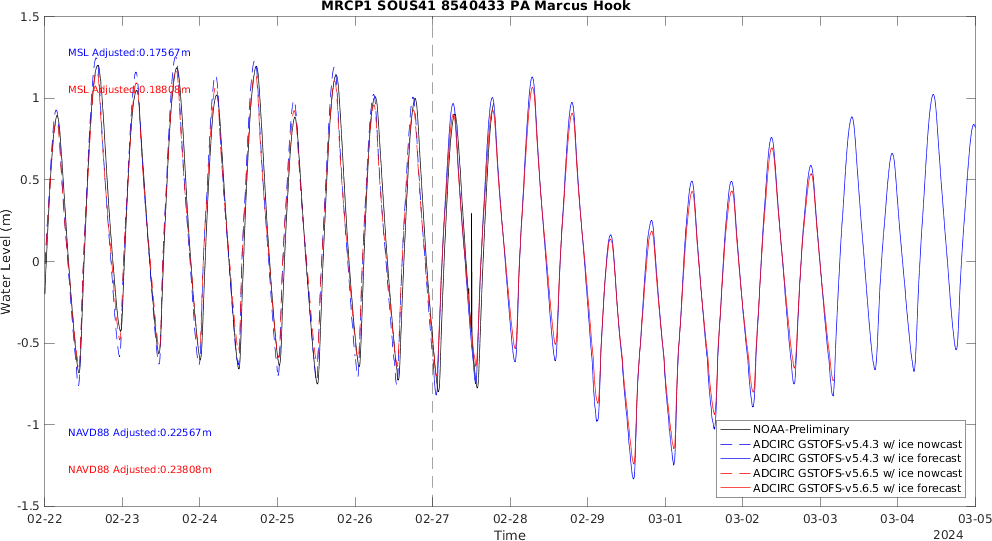 MRCP1 SOUS41 8540433 PA Marcus Hook
Water Level (m)
1.5
1
0.5
0
-0.5
-1
-1.5
MSL Adjusted:0.17567m
MSL Adjusted:0.18808m
NAVD88 Adjusted:0.22567m
NAVD88 Adjusted:0.23808m
NOAA-Preliminary
ADCIRC GSTOFS-v5.4.3 w/ ice nowcast
ADCIRC GSTOFS-v5.4.3 w/ ice forecast
ADCIRC GSTOFS-v5.6.5 w/ ice nowcast
ADCIRC GSTOFS-v5.6.5 w/ ice forecast
02-22 02-23 02-24 02-25 02-26 02-27 02-28 02-29 03-01 03-02 03-03 03-04 03-05
Time
2024